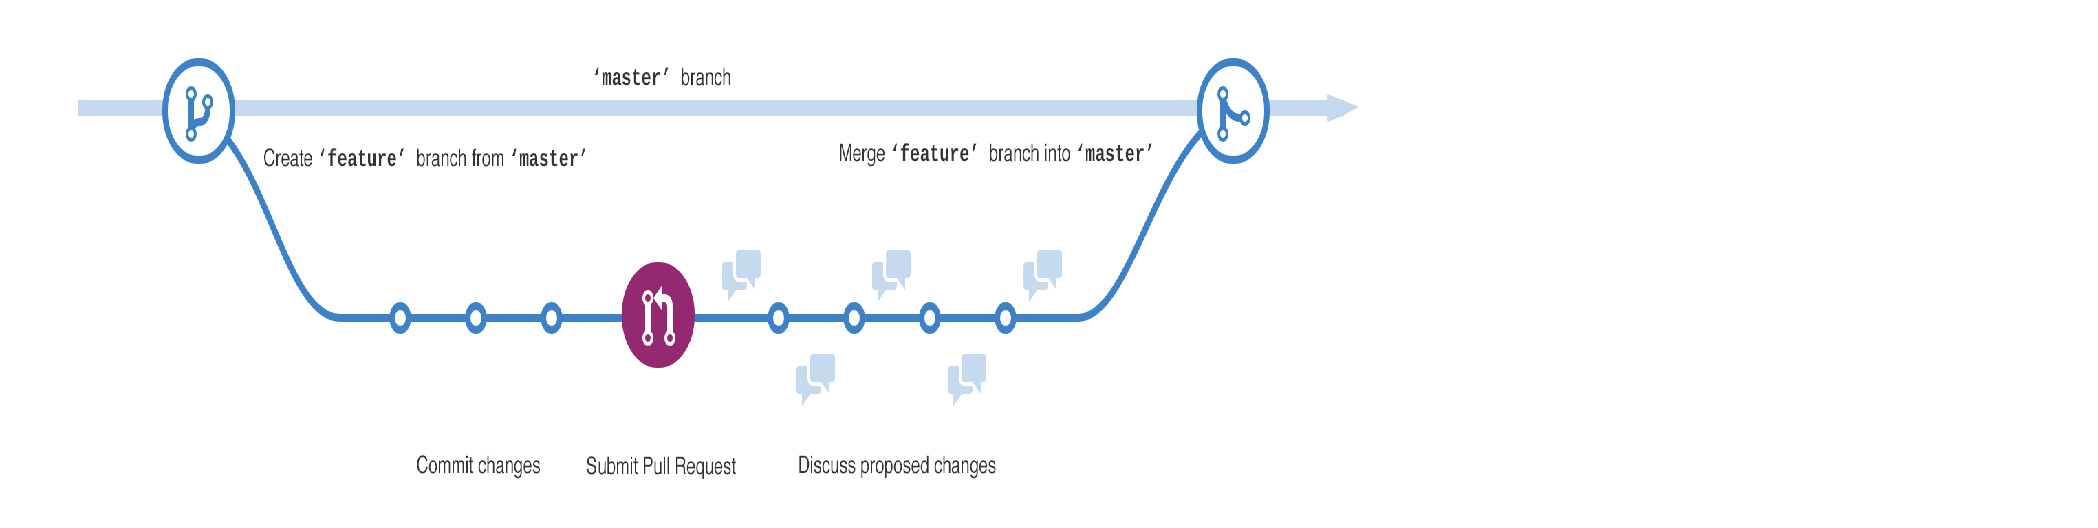 ‘master’ branch
Create ‘feature’ branch from ‘master’
Merge ‘feature’ branch into ‘master’
Commit changes
Submit Pull Request
Discuss proposed changes